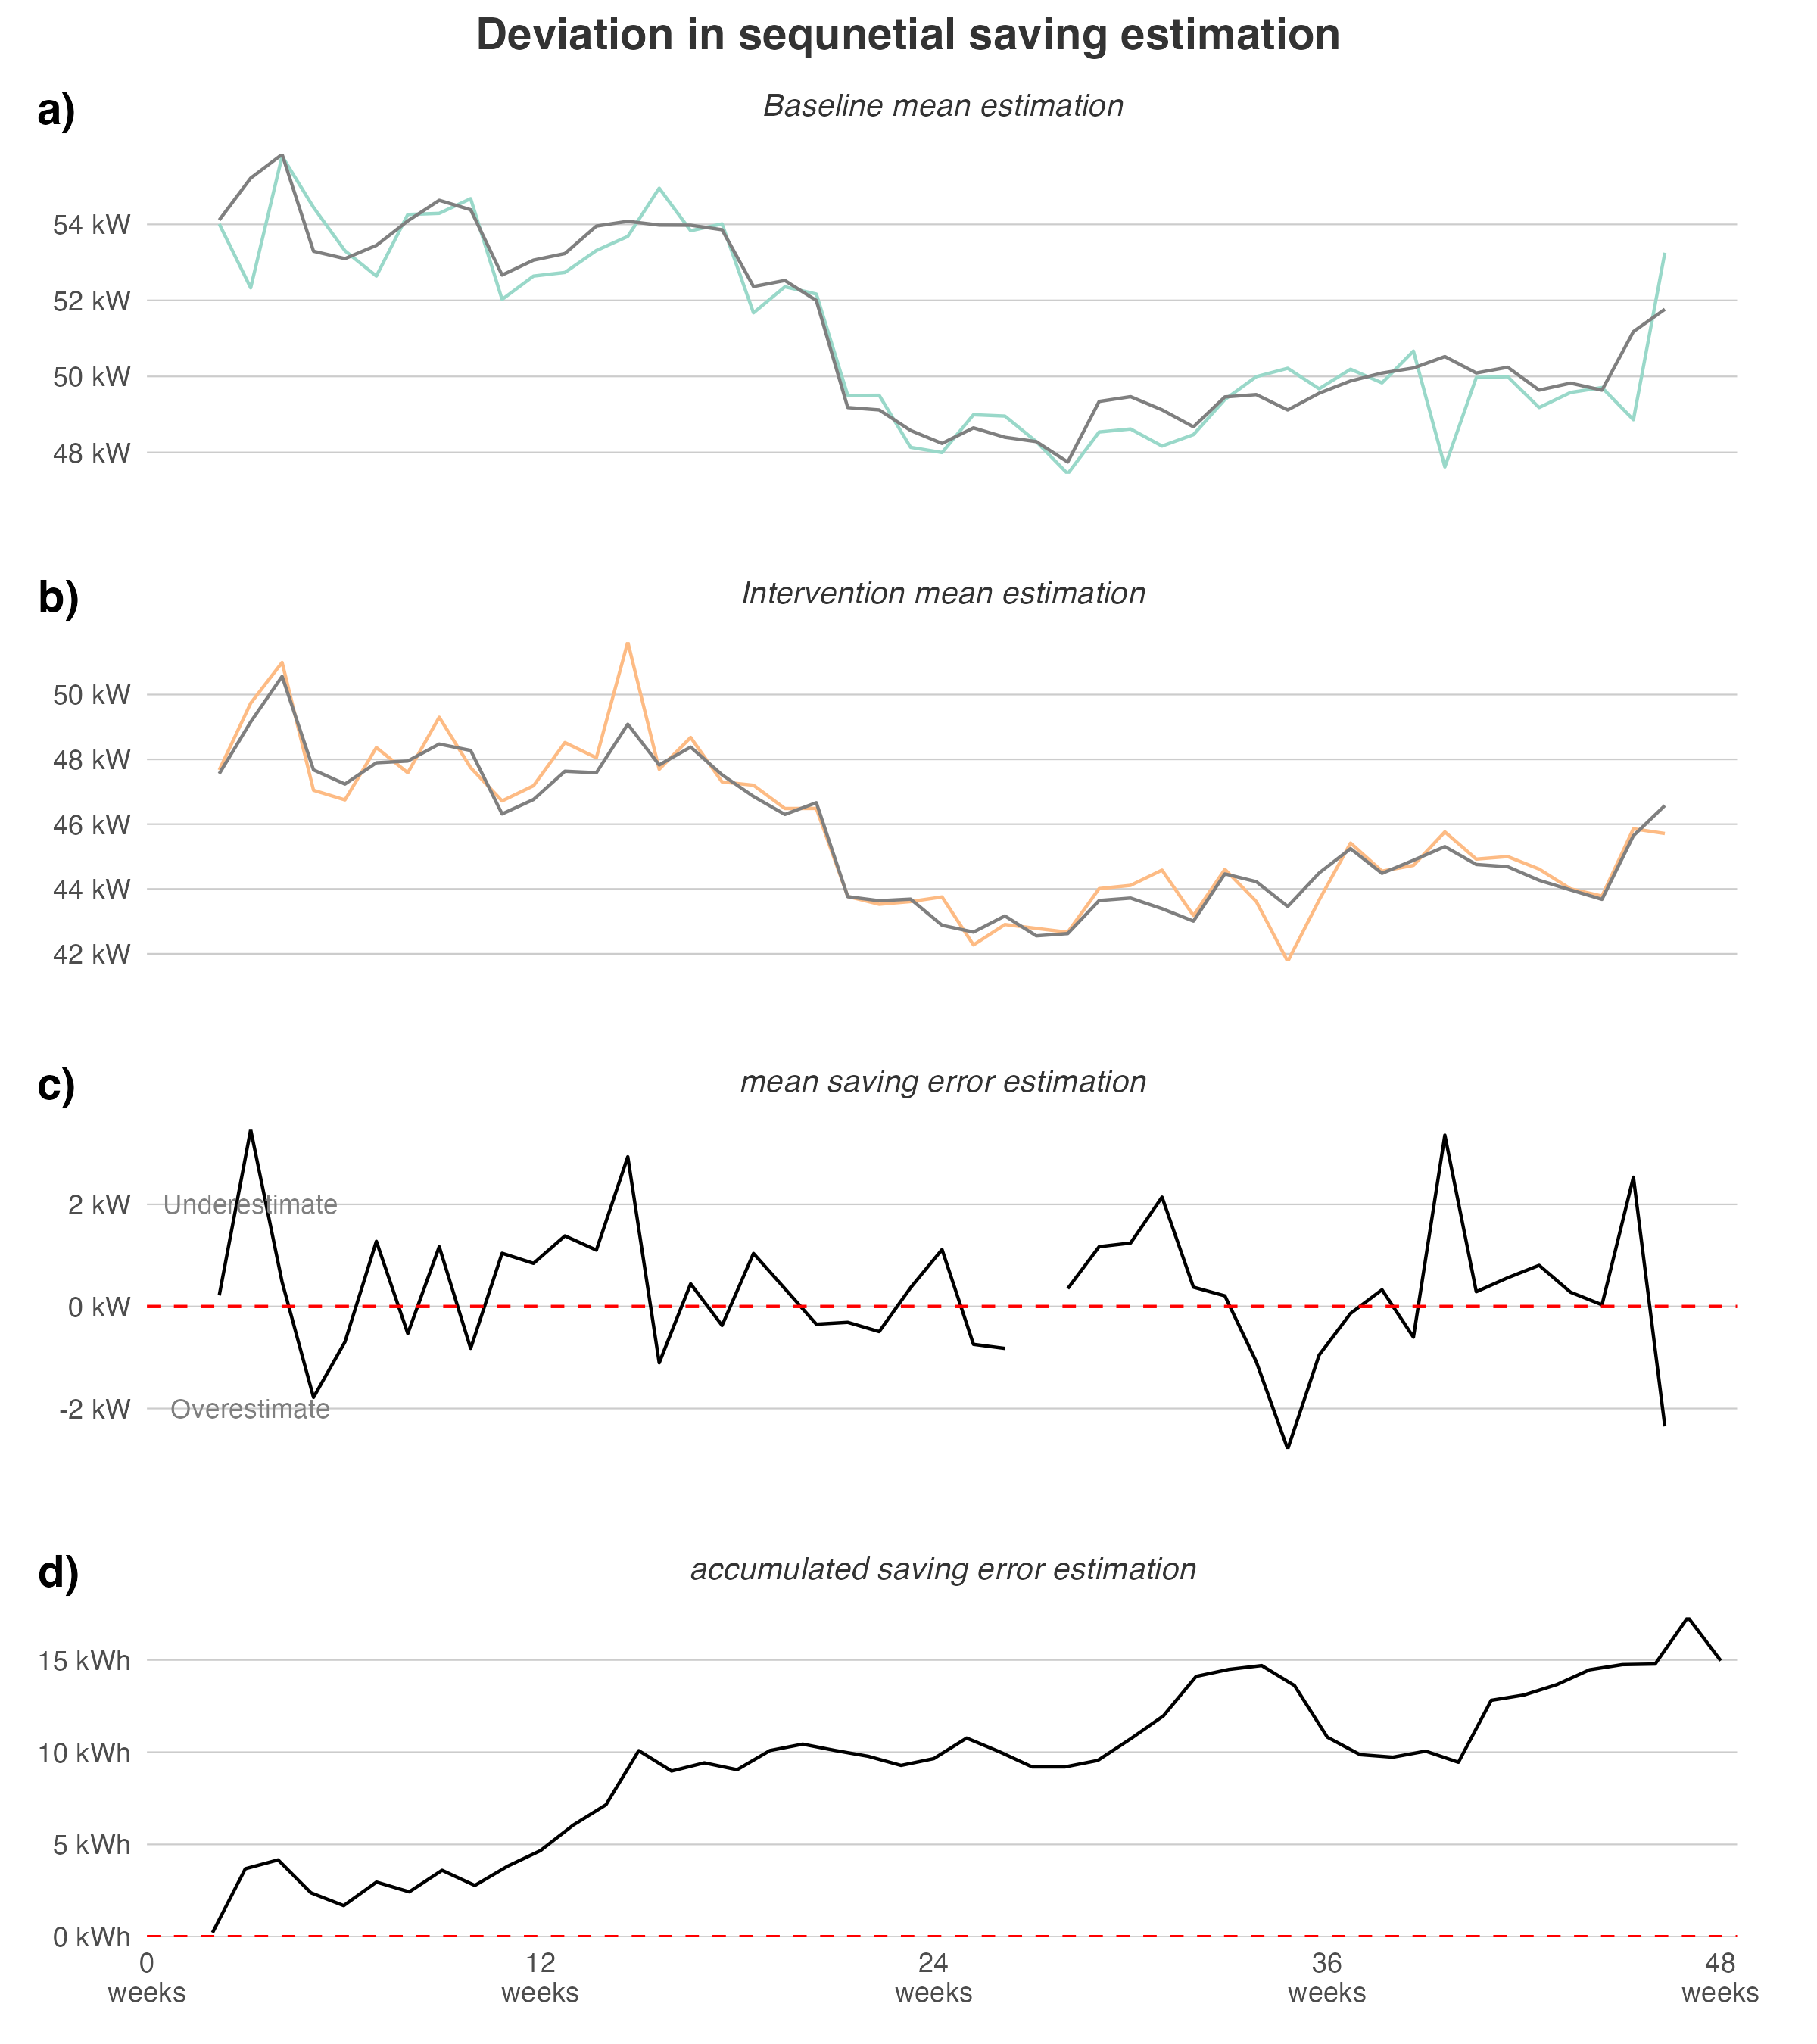 Deviation in sequnetial saving estimation
a)
Baseline mean estimation
54 kW
52 kW
50 kW
48 kW
b)
Intervention mean estimation
50 kW
48 kW
46 kW
44 kW
42 kW
c)
mean saving error estimation
2 kW
Underestimate
0 kW
-2 kW
Overestimate
d)
accumulated saving error estimation
15 kWh
10 kWh
5 kWh
0 kWh
0 12 24 36 48
weeks weeks weeks weeks weeks